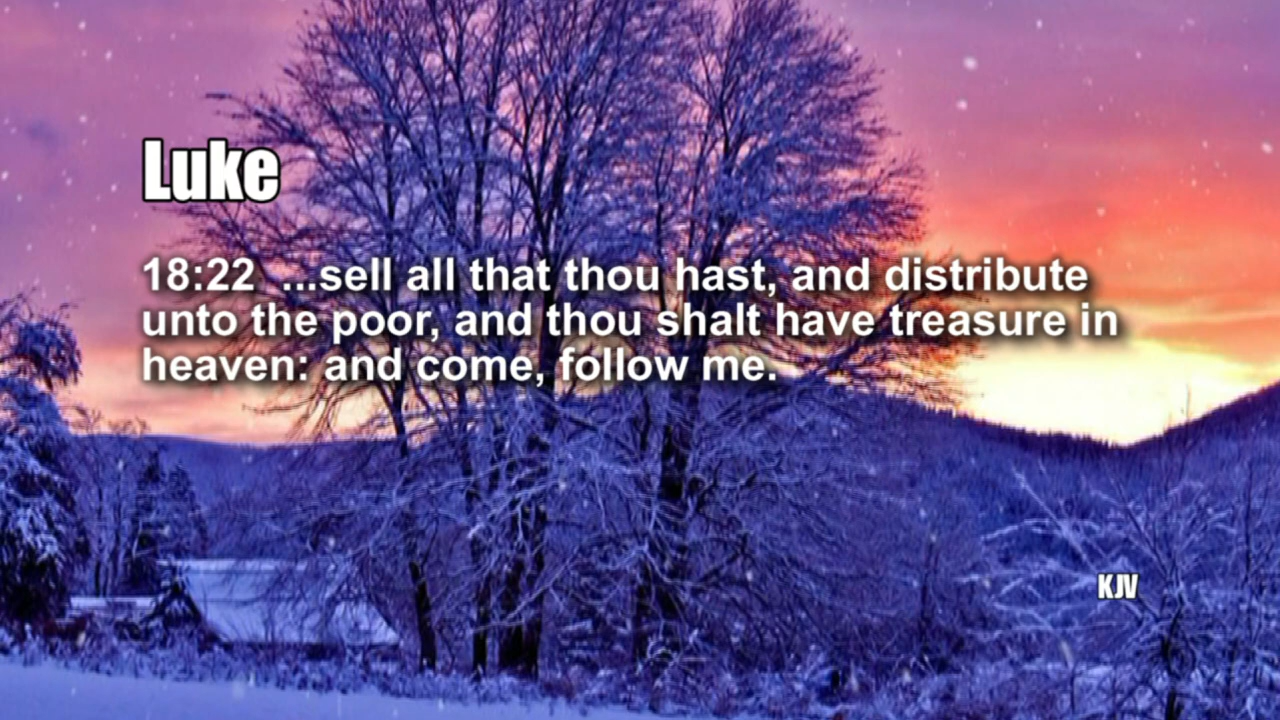 Luke
18:22 ...sell all that thou hast, and distribute
unto the poor, and thou shalt have treasure in
heaven: and come, follow me.
KJV